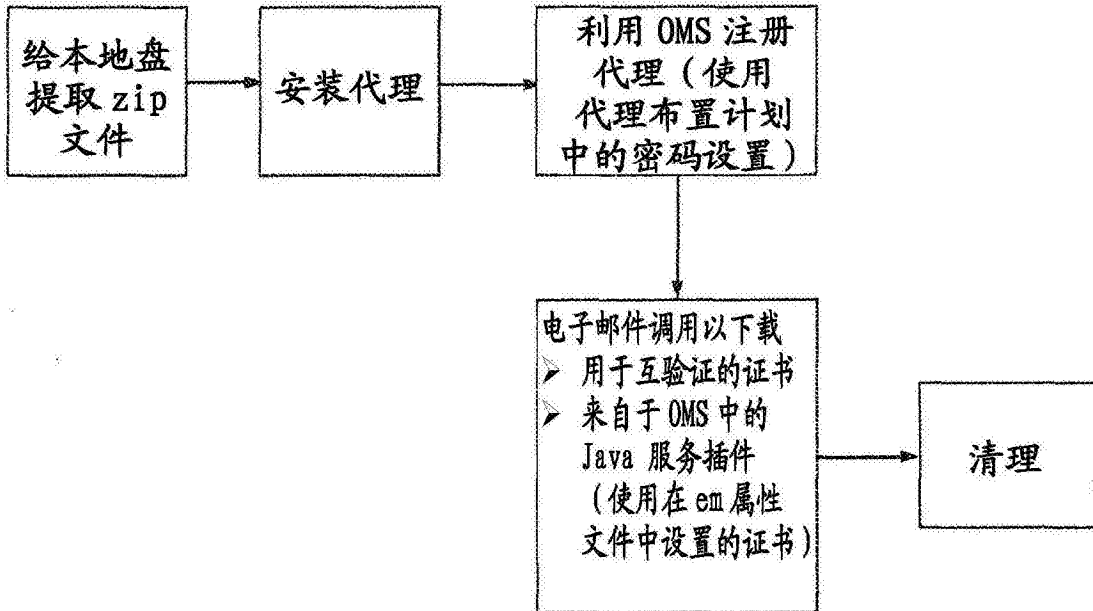 给本地盘
提取 zip
文件
安装代理
利用 OMS 注册
代理（使用
代理布置计划
中的密码设置）
电子邮件调用以下载
➢ 用于互验证的证书
➢ 来自于 OMS 中的
Java 服务插件
（使用在 em 属性
文件中设置的证书）
清理